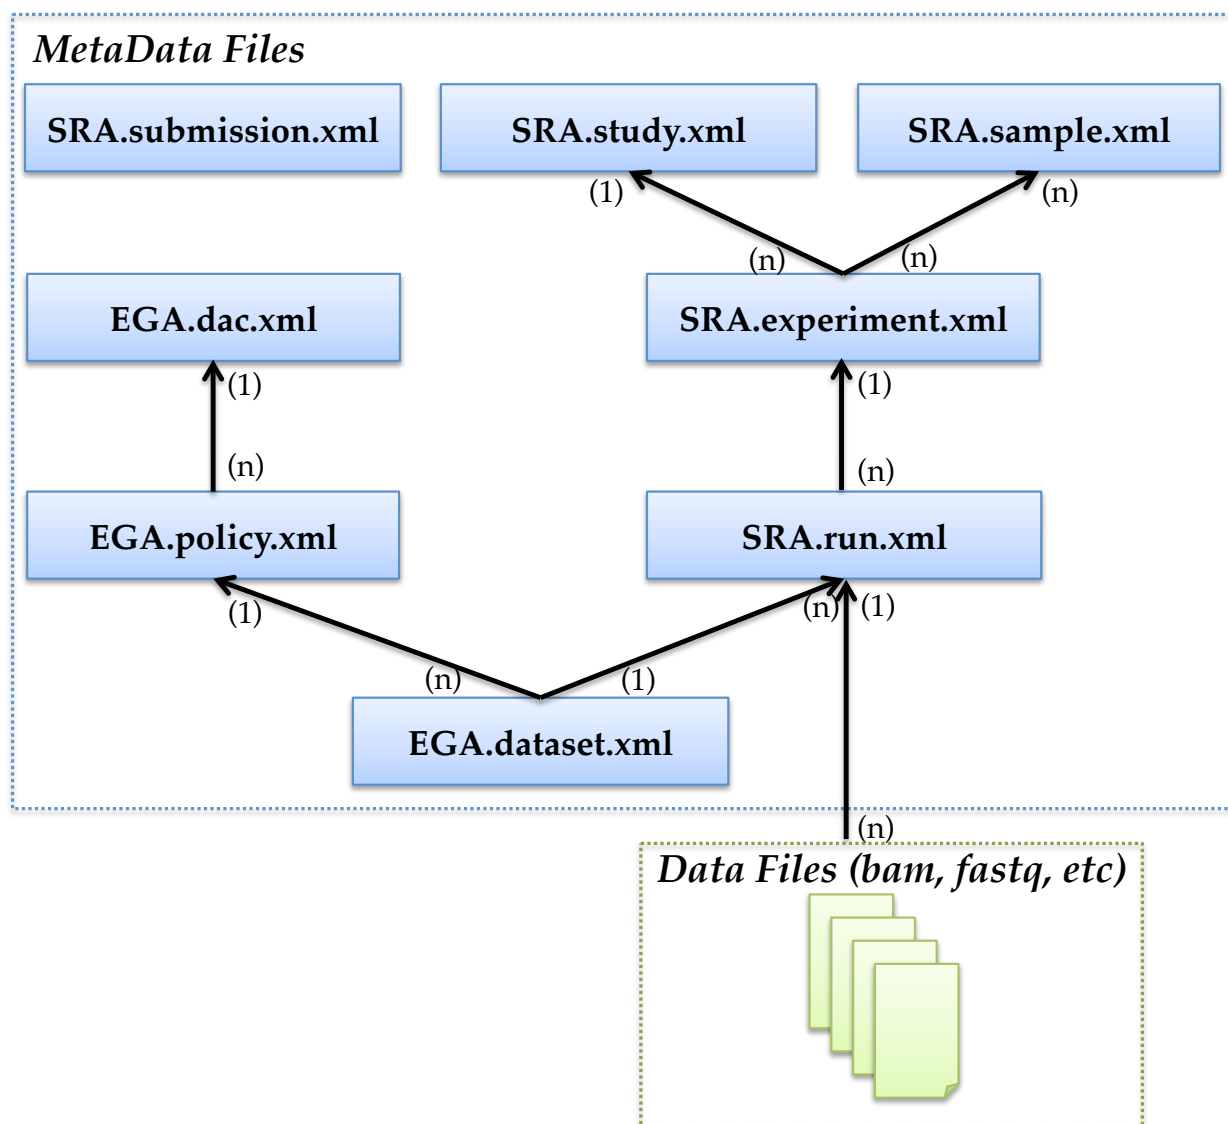 MetaData Files
SRA.submission.xml
SRA.study.xml
SRA.sample.xml
(1)
(n)
(n)
(n)
EGA.dac.xml
SRA.experiment.xml
(1)
(1)
(n)
(n)
EGA.policy.xml
SRA.run.xml
(1)
(n)
(1)
(n)
(1)
EGA.dataset.xml
(n)
Data Files (bam, fastq, etc)